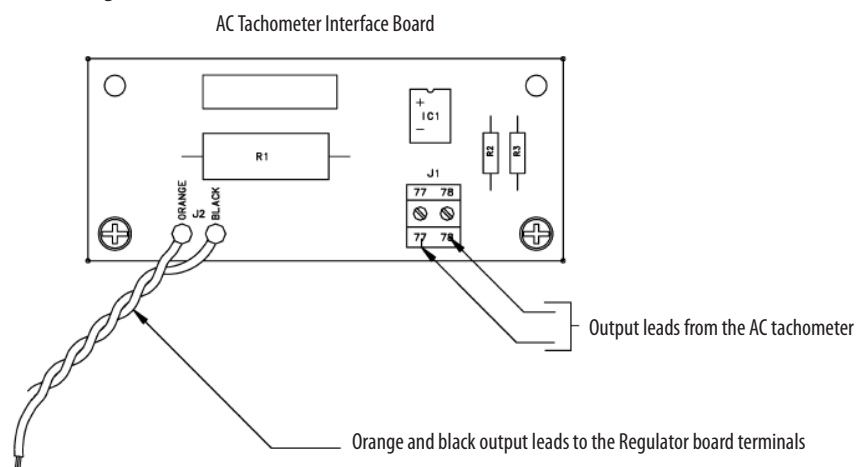 AC Tachometer Interface Board
+
IC1
−
R1
R2
R3
J1
77 78
ORANGE
J2
BLACK
77 78
Output leads from the AC tachometer
Orange and black output leads to the Regulator board terminals